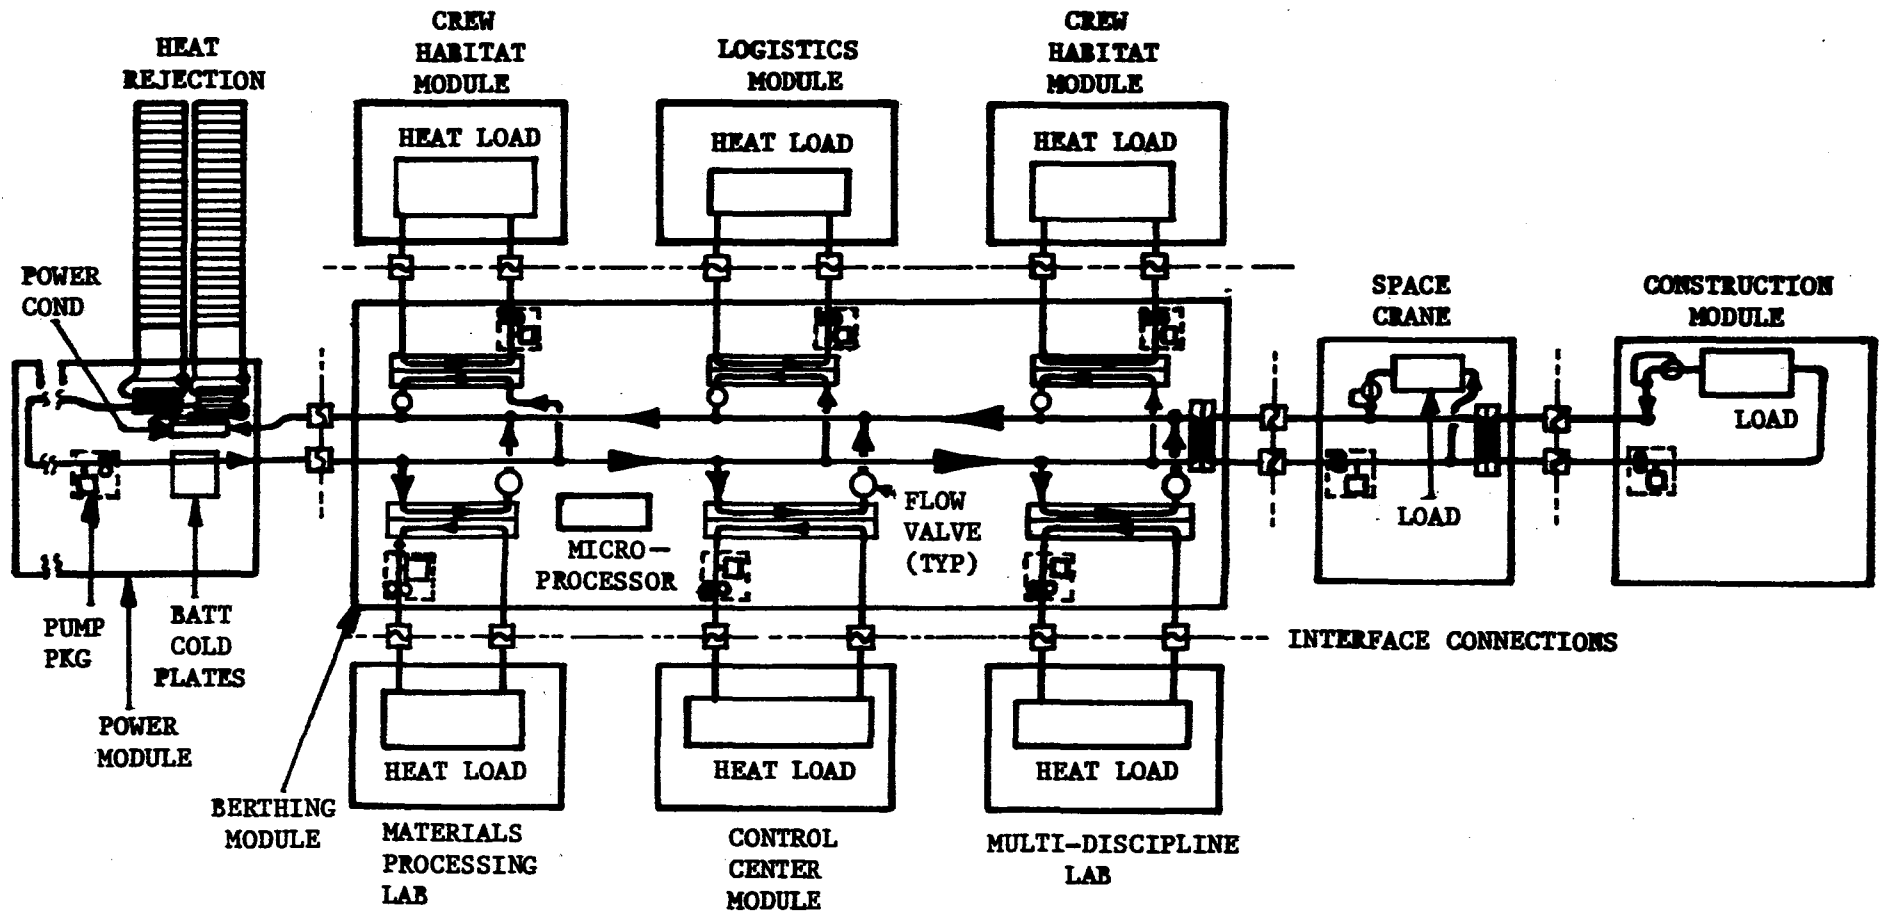 HEAT
REJECTION
CREW
HABITAT
MODULE
LOGISTICS
MODULE
CREW
HABITAT
MODULE
HEAT LOAD
HEAT LOAD
HEAT LOAD
POWER
COND
SPACE
CRANE
CONSTRUCTION
MODULE
LOAD
LOAD
FLOW
VALVE
(TYP)
MICRO-
PROCESSOR
PUMP
PKG
BATT
COLD
PLATES
POWER
MODULE
INTERFACE CONNECTIONS
BERTHING
MODULE
HEAT LOAD
HEAT LOAD
HEAT LOAD
MATERIALS
PROCESSING
LAB
CONTROL
CENTER
MODULE
MULTI-DISCIPLINE
LAB